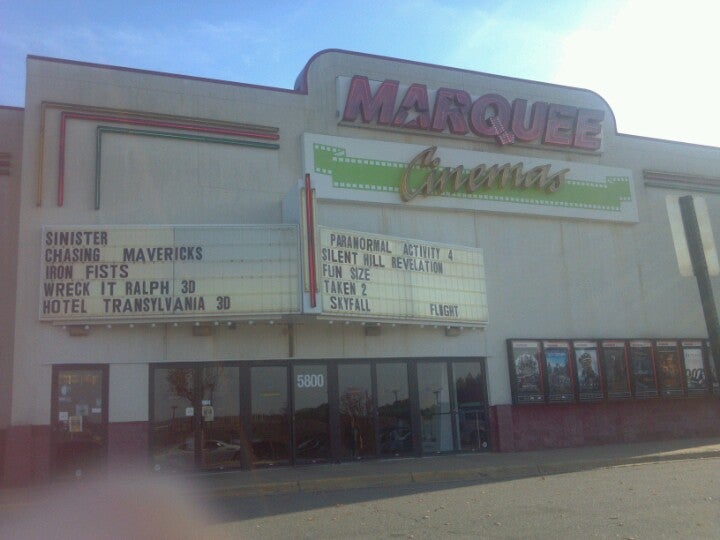 MARQUEE
Cinemas
SINISTER
CHASING MAVERICKS
IRON FISTS
WRECK IT RALPH 3D
HOTEL TRANSYLVANIA 3D
PARANORMAL ACTIVITY 4
SILENT HILL REVELATION
FUN SIZE
TAKEN 2
SKYFALL FLIGHT
5800
007